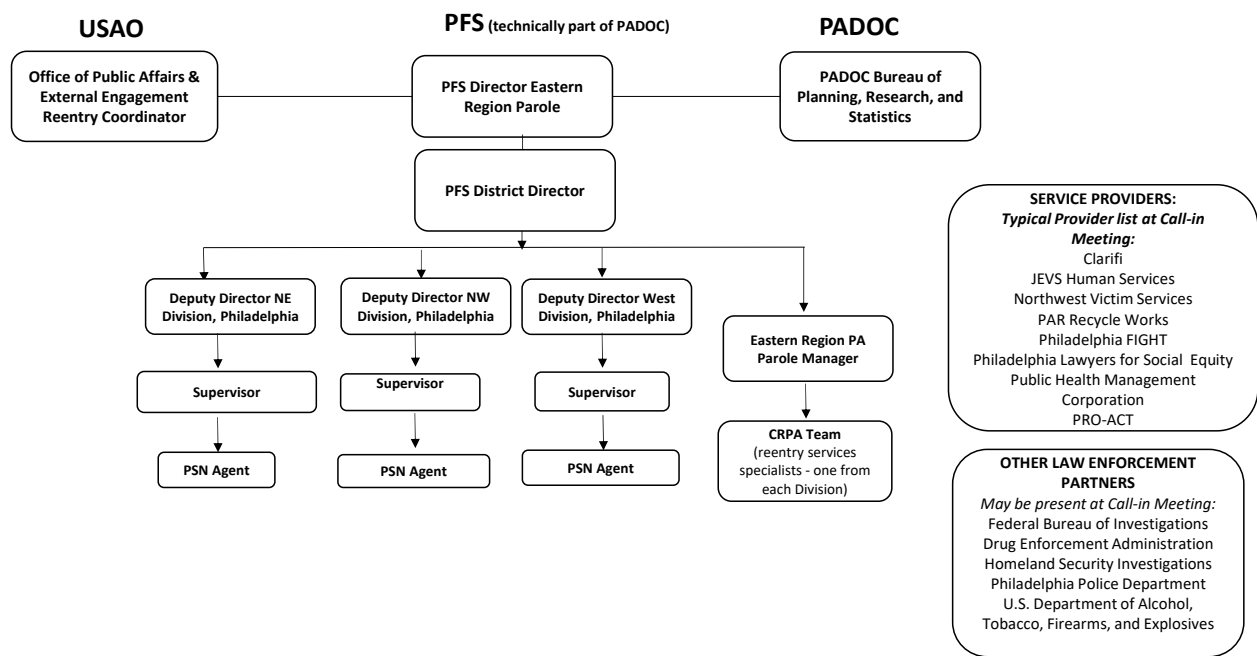 USAO
PFS (technically part of PADOC)
PADOC
Office of Public Affairs &
External Engagement
Reentry Coordinator
PFS Director Eastern
Region Parole
PADOC Bureau of
Planning, Research, and
Statistics
PFS District Director
Deputy Director NE
Division, Philadelphia
Deputy Director NW
Division, Philadelphia
Deputy Director West
Division, Philadelphia
Eastern Region PA
Parole Manager
Supervisor
Supervisor
Supervisor
PSN Agent
PSN Agent
PSN Agent
CRPA Team
(reentry services
specialists - one from
each Division)
SERVICE PROVIDERS:
Typical Provider list at Call-in
Meeting:
Clarifi
JEVS Human Services
Northwest Victim Services
PAR Recycle Works
Philadelphia FIGHT
Philadelphia Lawyers for Social Equity
Public Health Management
Corporation
PRO-ACT
OTHER LAW ENFORCEMENT
PARTNERS
May be present at Call-in Meeting:
Federal Bureau of Investigations
Drug Enforcement Administration
Homeland Security Investigations
Philadelphia Police Department
U.S. Department of Alcohol,
Tobacco, Firearms, and Explosives